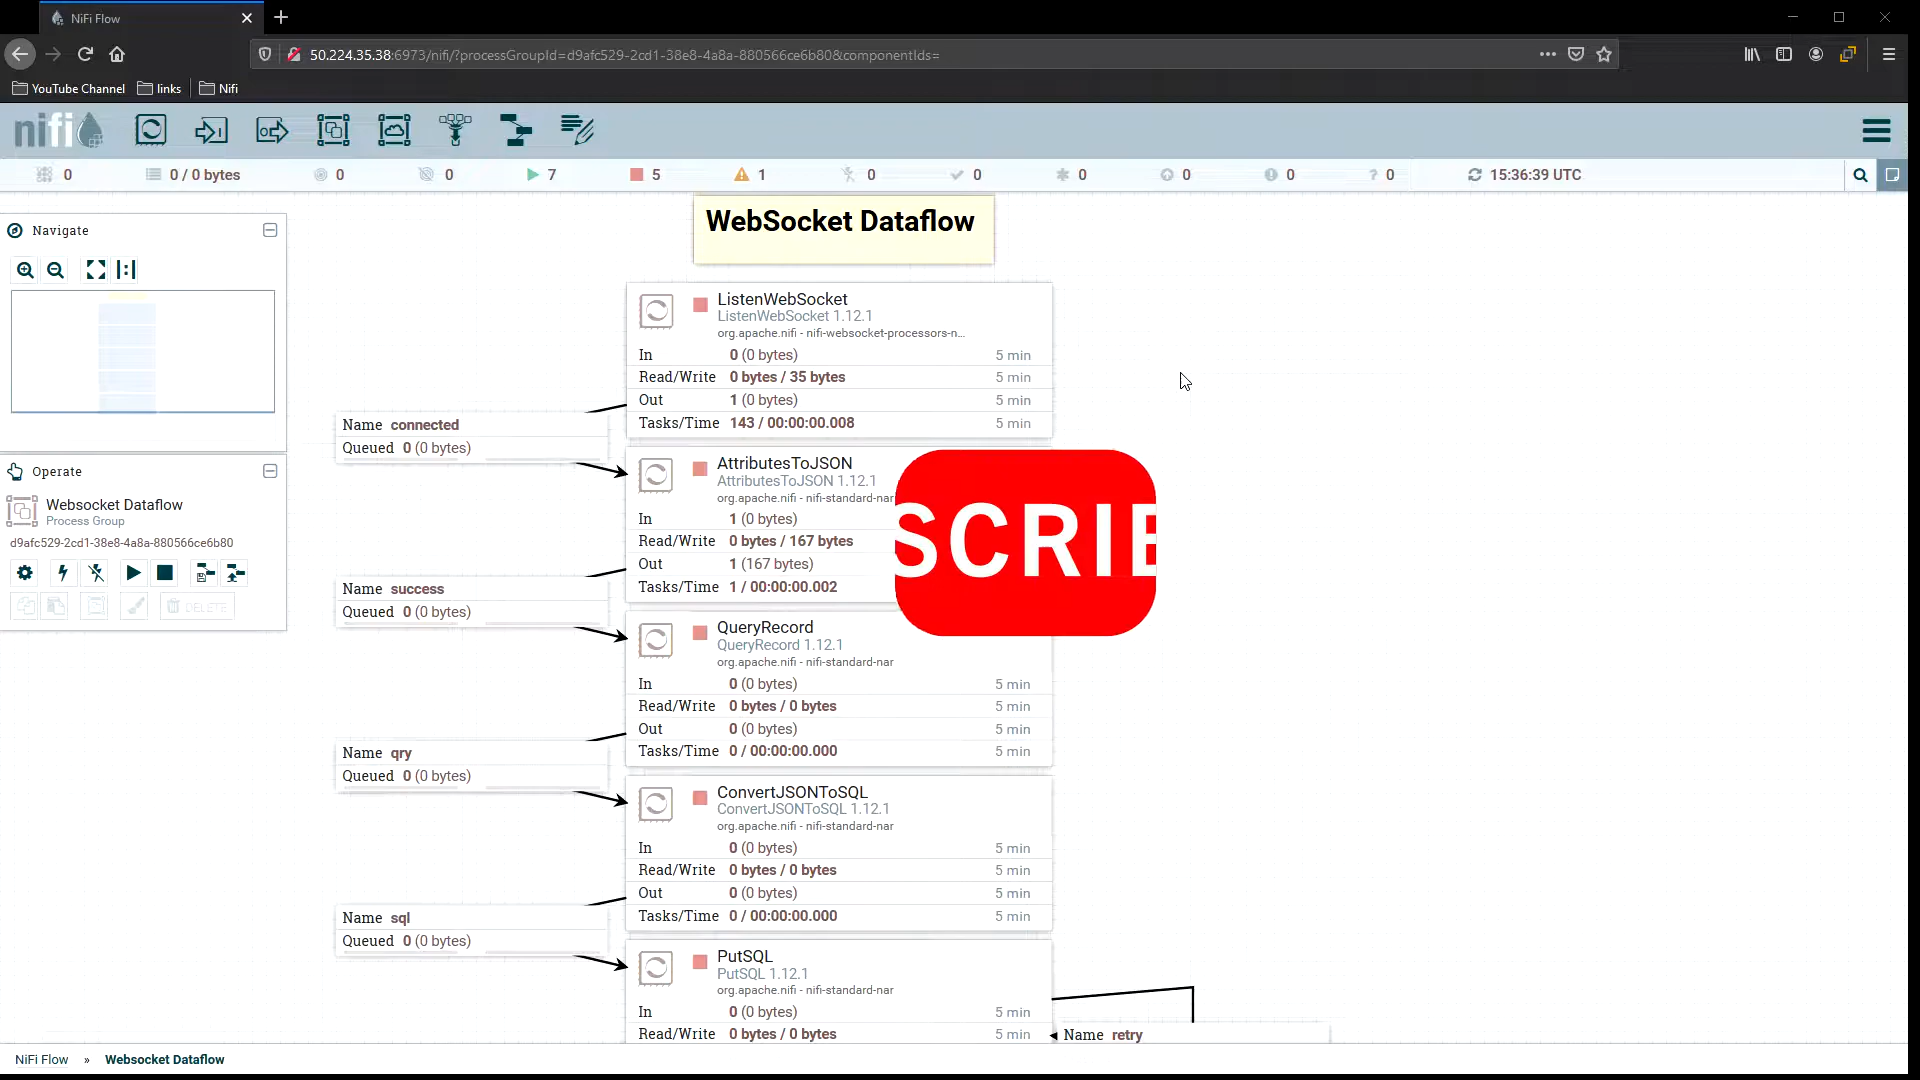 NiFi Flow
50.224.35.38:6973/nifi/?processGroupId=d9afc529-2cd1-38e8-4a8a-880566ce6b80&componentIds=
YouTube Channel links Nifi
nifi
0 0 / 0 bytes 0 0 7 5 1 0 0 0 0 0 ? 0 15:36:39 UTC
WebSocket Dataflow
Navigate
Operate
Websocket Dataflow
Process Group
d9afc529-2cd1-38e8-4a8a-880566ce6b80
DELETE
ListenWebSocket
ListenWebSocket 1.12.1
org.apache.nifi - nifi-websocket-processors-n...
In 0 (0 bytes) 5 min
Read/Write 0 bytes / 35 bytes 5 min
Out 1 (0 bytes) 5 min
Tasks/Time 143 / 00:00:00.008 5 min
Name connected
Queued 0 (0 bytes)
AttributesToJSON
AttributesToJSON 1.12.1
org.apache.nifi - nifi-standard-nar
In 1 (0 bytes)
Read/Write 0 bytes / 167 bytes
Out 1 (167 bytes)
Tasks/Time 1 / 00:00:00.002
SCRIB
Name success
Queued 0 (0 bytes)
QueryRecord
QueryRecord 1.12.1
org.apache.nifi - nifi-standard-nar
In 0 (0 bytes) 5 min
Read/Write 0 bytes / 0 bytes 5 min
Out 0 (0 bytes) 5 min
Tasks/Time 0 / 00:00:00.000 5 min
Name qry
Queued 0 (0 bytes)
ConvertJSONToSQL
ConvertJSONToSQL 1.12.1
org.apache.nifi - nifi-standard-nar
In 0 (0 bytes) 5 min
Read/Write 0 bytes / 0 bytes 5 min
Out 0 (0 bytes) 5 min
Tasks/Time 0 / 00:00:00.000 5 min
Name sql
Queued 0 (0 bytes)
PutSQL
PutSQL 1.12.1
org.apache.nifi - nifi-standard-nar
In 0 (0 bytes) 5 min
Read/Write 0 bytes / 0 bytes 5 min
Name retry
NiFi Flow » Websocket Dataflow